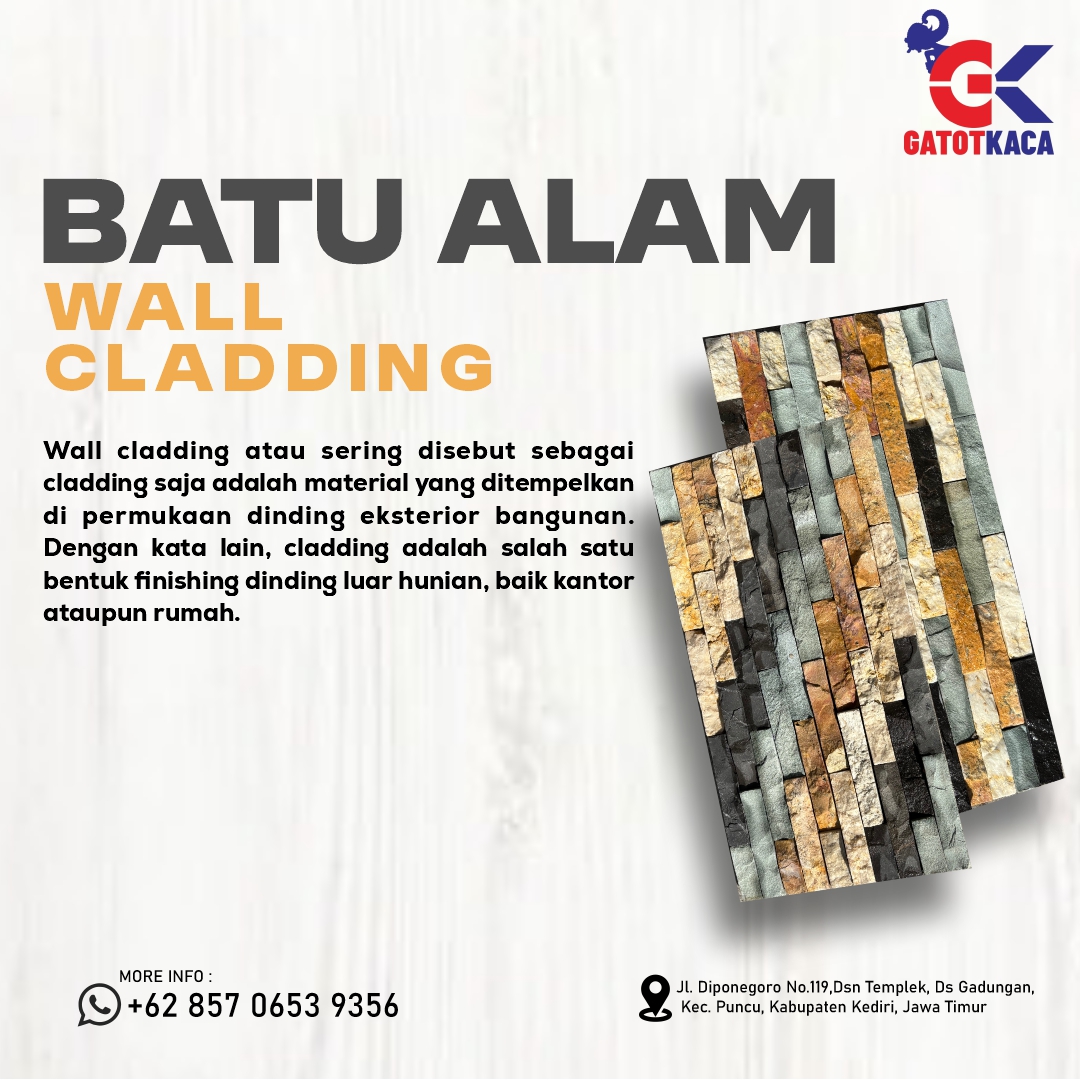 GATOTKACA
BATU ALAM
WALL
CLADDING
Wall cladding atau sering disebut sebagai
cladding saja adalah material yang ditempelkan
di permukaan dinding eksterior bangunan.
Dengan kata lain, cladding adalah salah satu
bentuk finishing dinding luar hunian, baik kantor
ataupun rumah.
MORE INFO :
+62 857 0653 9356
Jl. Diponegoro No.119,Dsn Templek, Ds Gadungan,
Kec. Puncu, Kabupaten Kediri, Jawa Timur